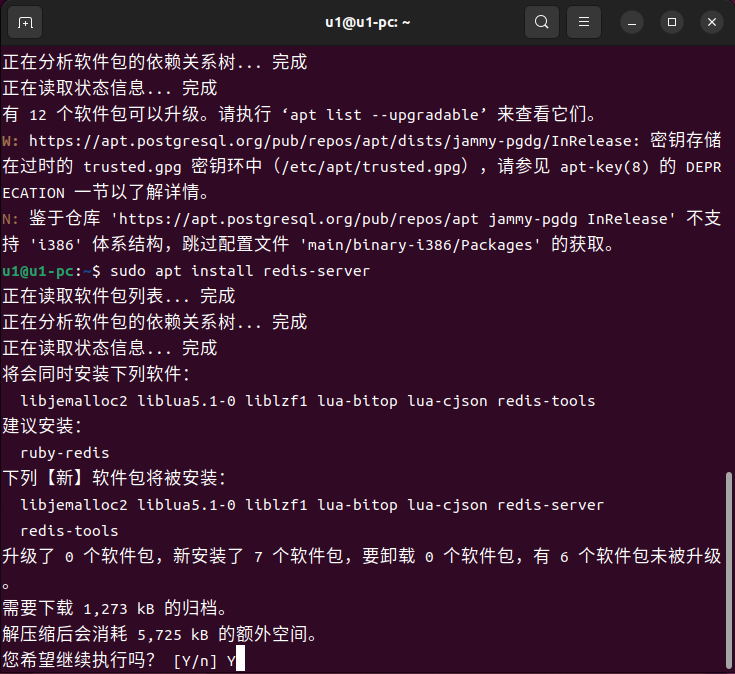 u1@u1-pc: ~
正在分析软件包的依赖关系树... 完成
正在读取状态信息... 完成
有 12 个软件包可以升级。请执行 ‘apt list --upgradable’ 来查看它们。
W: https://apt.postgresql.org/pub/repos/apt/dists/jammy-pgdg/InRelease: 密钥存储
在过时的 trusted.gpg 密钥环中（/etc/apt/trusted.gpg），请参见 apt-key(8) 的 DEPR
ECATION 一节以了解详情。
N: 鉴于仓库 'https://apt.postgresql.org/pub/repos/apt jammy-pgdg InRelease' 不支
持 'i386' 体系结构，跳过配置文件 'main/binary-i386/Packages' 的获取。
u1@u1-pc:~$ sudo apt install redis-server
正在读取软件包列表... 完成
正在分析软件包的依赖关系树... 完成
正在读取状态信息... 完成
将会同时安装下列软件：
  libjemalloc2 liblua5.1-0 liblzf1 lua-bitop lua-cjson redis-tools
建议安装：
  ruby-redis
下列【新】软件包将被安装：
  libjemalloc2 liblua5.1-0 liblzf1 lua-bitop lua-cjson redis-server
  redis-tools
升级了 0 个软件包，新安装了 7 个软件包，要卸载 0 个软件包，有 6 个软件包未被升级
。
需要下载 1,273 kB 的归档。
解压缩后会消耗 5,725 kB 的额外空间。
您希望继续执行吗？ [Y/n] Y